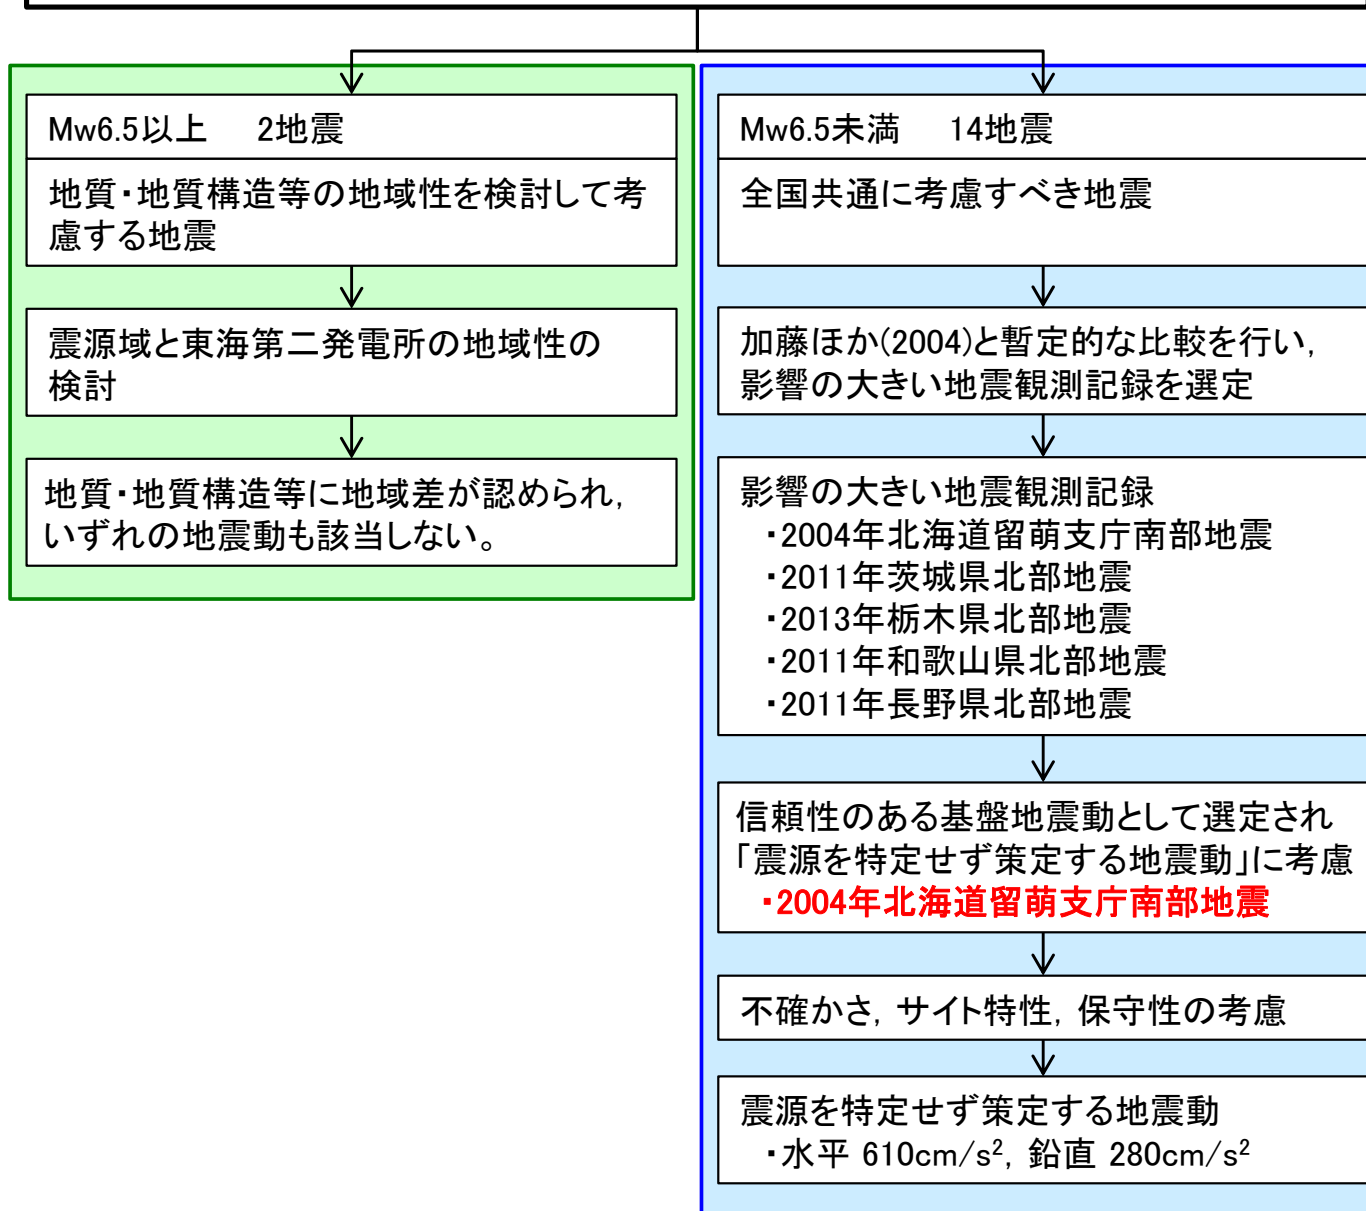 Mw6.5以上　2地震
地質・地質構造等の地域性を検討して考
慮する地震
震源域と東海第二発電所の地域性の
検討
地質・地質構造等に地域差が認められ，
いずれの地震動も該当しない。
Mw6.5未満　14地震
全国共通に考慮すべき地震
加藤ほか(2004)と暫定的な比較を行い，
影響の大きい地震観測記録を選定
影響の大きい地震観測記録
・2004年北海道留萌支庁南部地震
・2011年茨城県北部地震
・2013年栃木県北部地震
・2011年和歌山県北部地震
・2011年長野県北部地震
信頼性のある基盤地震動として選定され
「震源を特定せず策定する地震動」に考慮
・2004年北海道留萌支庁南部地震
不確かさ，サイト特性，保守性の考慮
震源を特定せず策定する地震動
・水平 610cm/s²，鉛直 280cm/s²